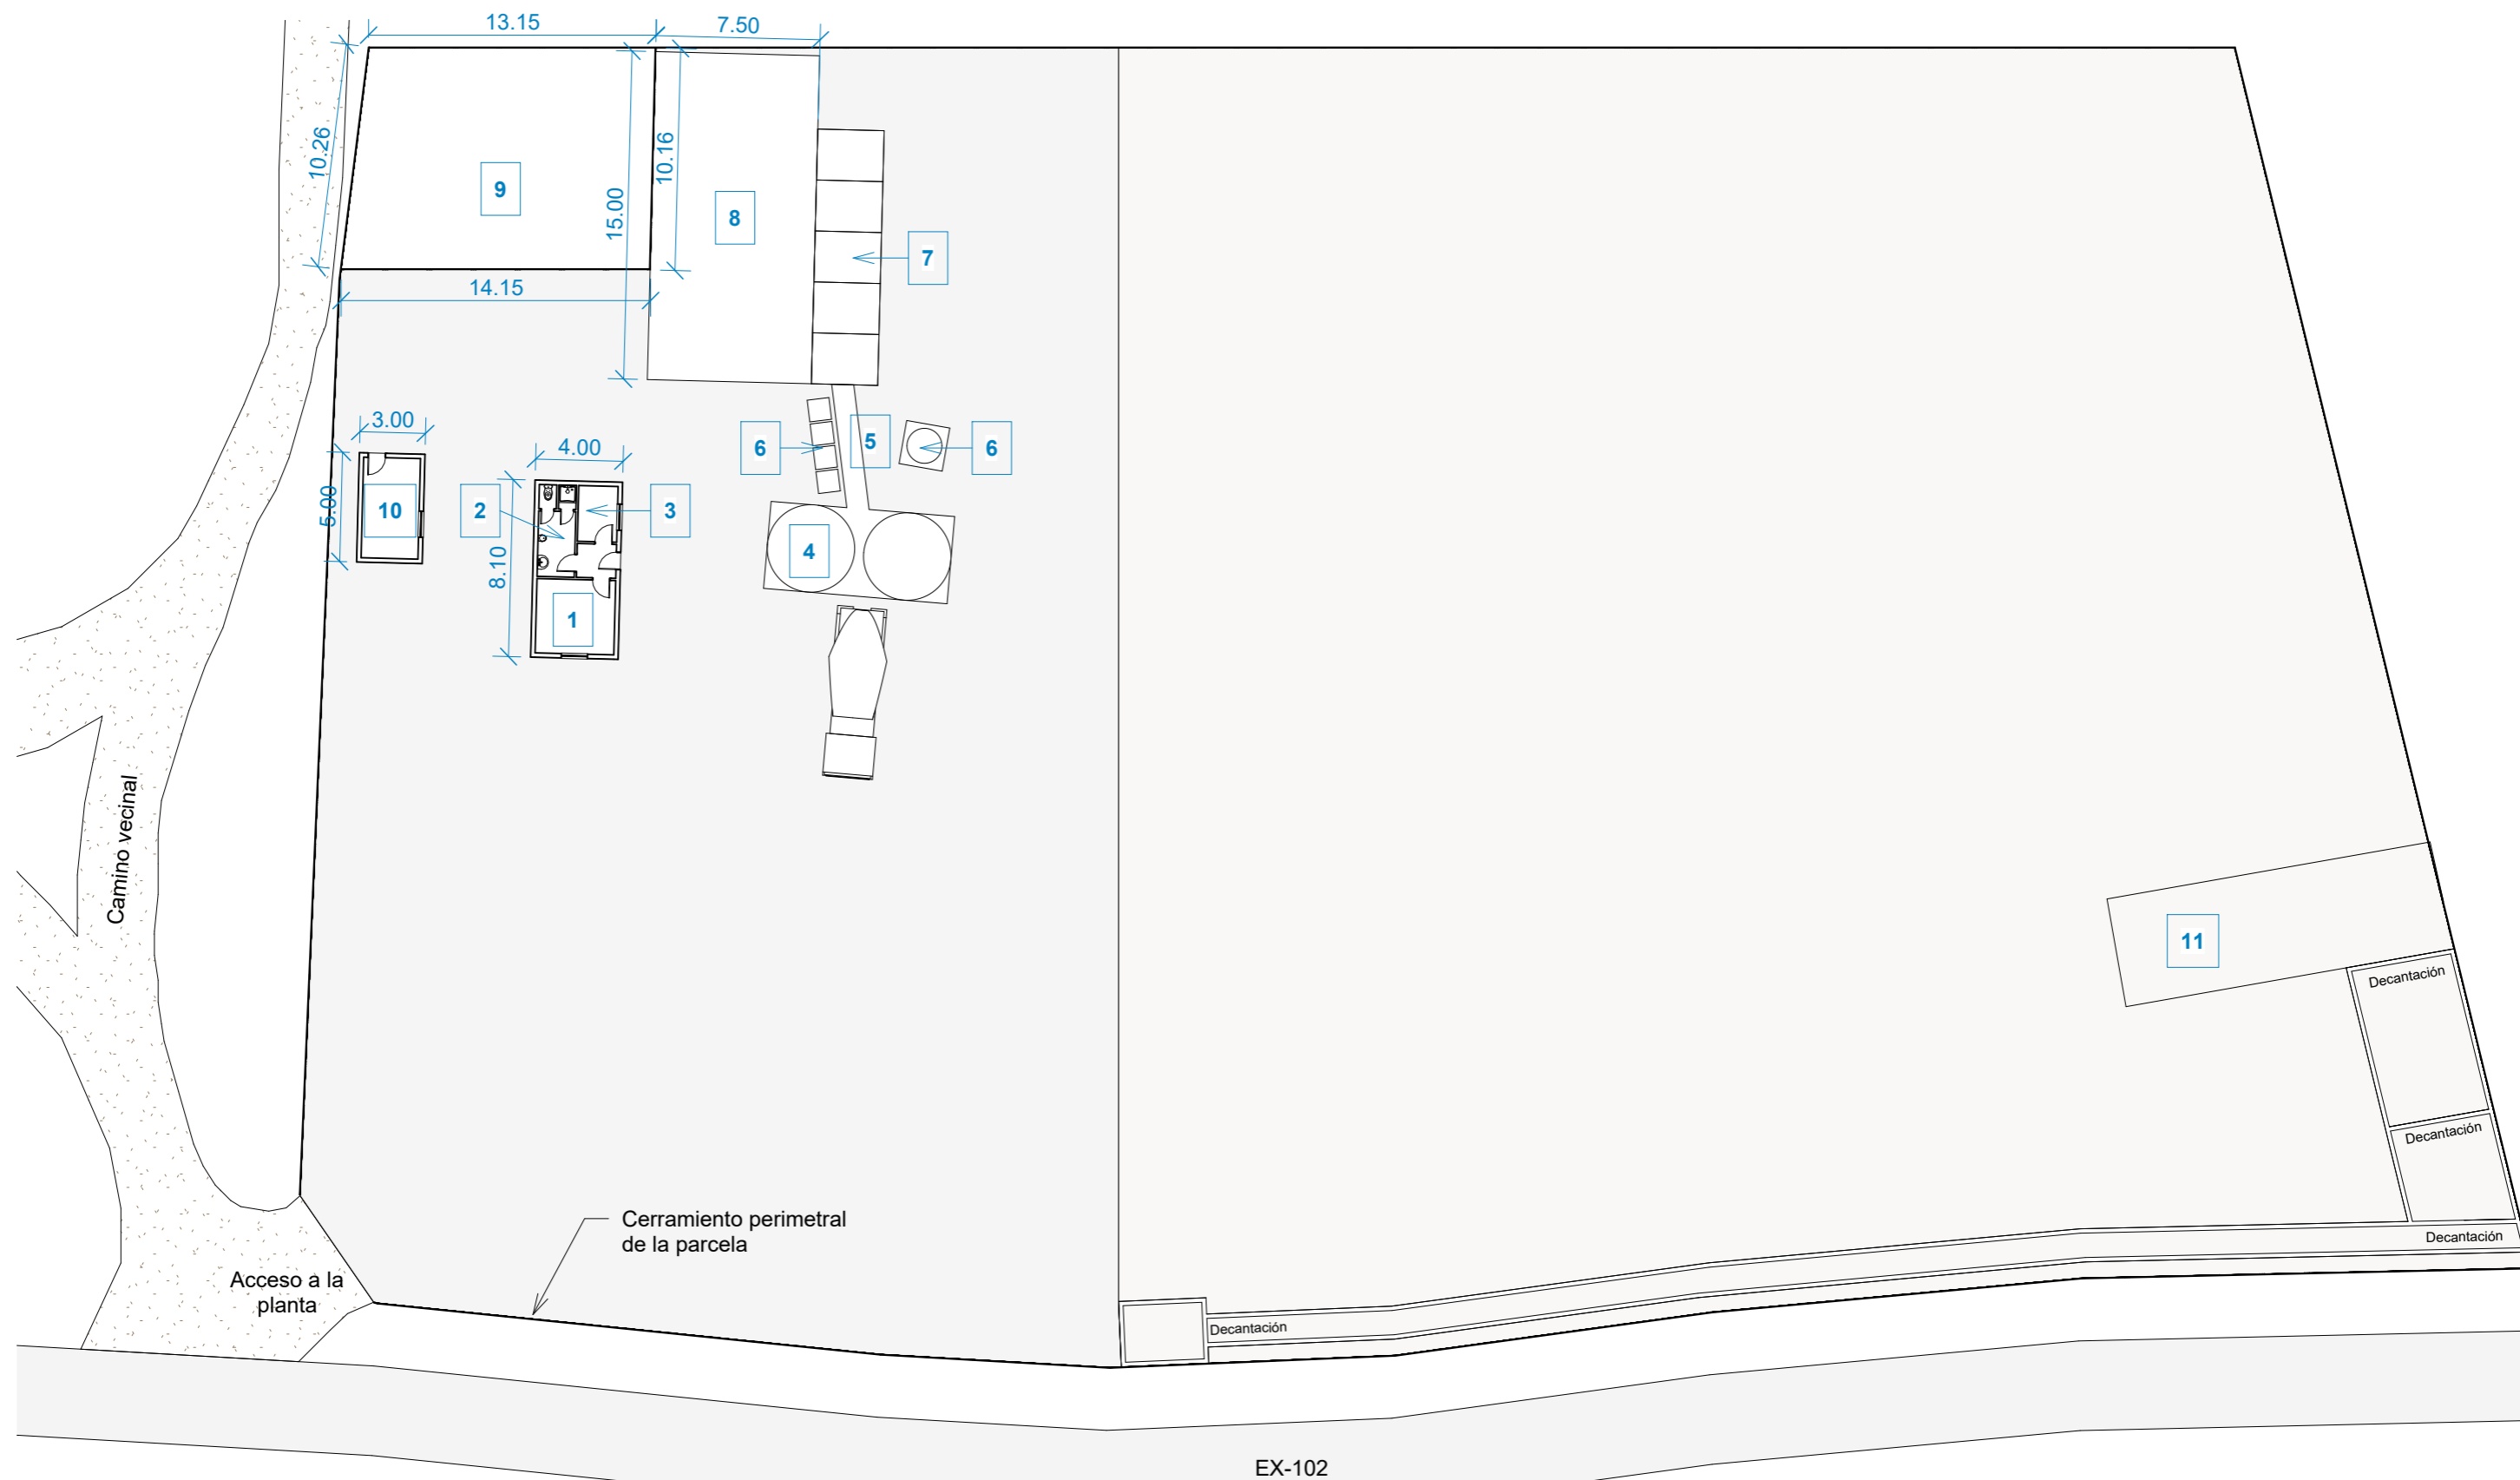 13.15
7.50
10.26
10.16
15.00
9
8
7
14.15
3.00
4.00
6
5
6
5.00
10
2
3
8.10
4
1
Camino vecinal
11
Decantación
Decantación
Cerramiento perimetral
de la parcela
Decantación
Acceso a la
planta
Decantación
EX-102